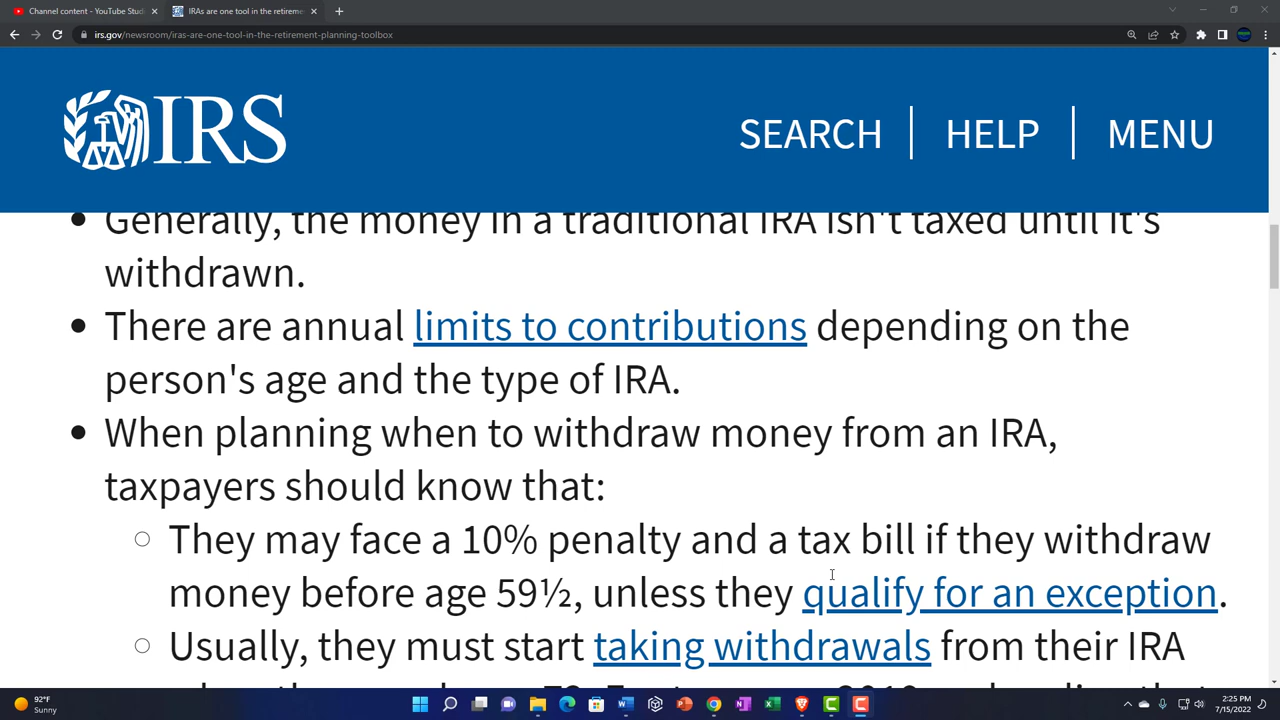 Channel content - YouTube Stud
IRAs are one tool in the retireme
irs.gov/newsroom/iras-are-one-tool-in-the-retirement-planning-toolbox
IRS
SEARCH
HELP
MENU
Generally, the money in a traditional IRA isn't taxed until it's
withdrawn.
There are annual limits to contributions depending on the
person's age and the type of IRA.
When planning when to withdraw money from an IRA,
taxpayers should know that:
They may face a 10% penalty and a tax bill if they withdraw
money before age 59½, unless they qualify for an exception.
Usually, they must start taking withdrawals from their IRA
92°F
Sunny
2:25 PM
7/15/2022